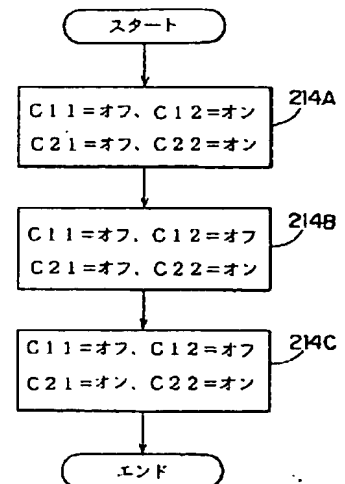 スタート
C11=オフ、C12=オン
C21=オフ、C22=オン
214A
C11=オフ、C12=オフ
C21=オフ、C22=オン
214B
C11=オフ、C12=オフ
C21=オン、C22=オン
214C
エンド